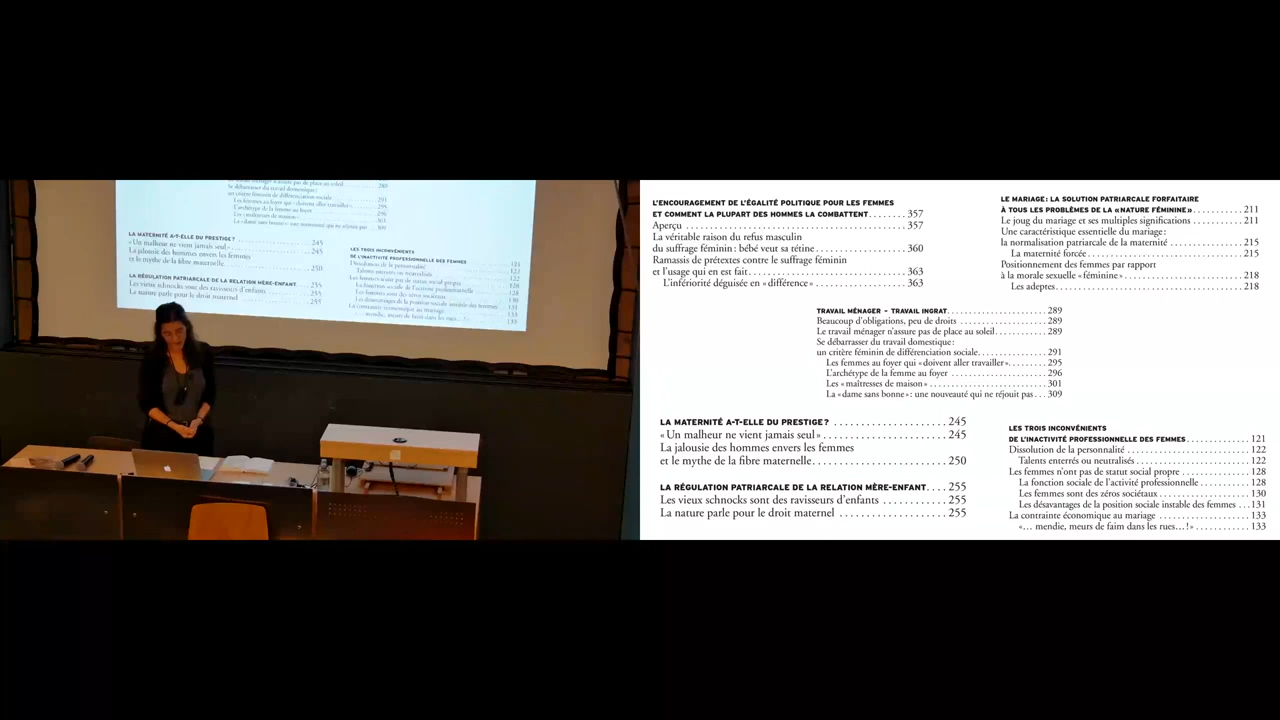 L'ENCOURAGEMENT DE L'ÉGALITÉ POLITIQUE POUR LES FEMMES
ET COMMENT LA PLUPART DES HOMMES LA COMBATTENT........ 357
Aperçu ........ 357
La véritable raison du refus masculin
du suffrage féminin : bébé veut sa tétine ........ 360
Ramassis de prétextes contre le suffrage féminin
et l'usage qui en est fait ........ 363
L'infériorité déguisée en « différence » ........ 363
LE MARIAGE : LA SOLUTION PATRIARCALE FORFAITAIRE
À TOUS LES PROBLÈMES DE LA « NATURE FÉMININE » ........ 211
Le joug du mariage et ses multiples significations ........ 211
Une caractéristique essentielle du mariage :
la normalisation patriarcale de la maternité ........ 215
La maternité forcée ........ 215
Positionnement des femmes par rapport
à la morale sexuelle « féminine » ........ 218
Les adeptes ........ 218
TRAVAIL MÉNAGER – TRAVAIL INGRAT ........ 289
Beaucoup d'obligations, peu de droits ........ 289
Le travail ménager n'assure pas de place au soleil ........ 289
Se débarrasser du travail domestique :
un critère féminin de différenciation sociale ........ 291
Les femmes au foyer qui « doivent aller travailler » ........ 295
L'archétype de la femme au foyer ........ 296
Les « maîtresses de maison » ........ 301
La « dame sans bonne » : une nouveauté qui ne réjouit pas ... 309
LA MATERNITÉ A-T-ELLE DU PRESTIGE ? ........ 245
« Un malheur ne vient jamais seul » ........ 245
La jalousie des hommes envers les femmes
et le mythe de la fibre maternelle ........ 250
LA RÉGULATION PATRIARCALE DE LA RELATION MÈRE-ENFANT .... 255
Les vieux schnocks sont des ravisseurs d'enfants ........ 255
La nature parle pour le droit maternel ........ 255
LES TROIS INCONVÉNIENTS
DE L'INACTIVITÉ PROFESSIONNELLE DES FEMMES ........ 121
Dissolution de la personnalité ........ 122
Talents enterrés ou neutralisés ........ 122
Les femmes n'ont pas de statut social propre ........ 128
La fonction sociale de l'activité professionnelle ........ 128
Les femmes sont des zéros sociétaux ........ 130
Les désavantages de la position sociale instable des femmes ... 131
La contrainte économique au mariage ........ 133
« ... mendie, meurs de faim dans les rues... ! » ........ 133